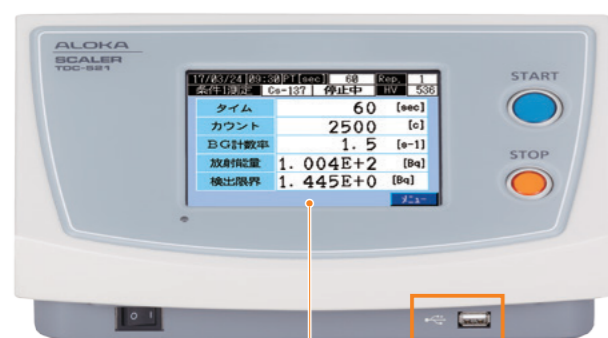 ALOKA
SCALER
TDC-521
17/03/24 09:30 PT[sec] 60 Rep. 1
条件1測定 Cs-137 停止中 HV 536
タイム 60 [sec]
カウント 2500 [c]
BG計数率 1.5 [s-1]
放射能量 1.004E+2 [Bq]
検出限界 1.445E+0 [Bq]
メニュー
START
STOP
O I